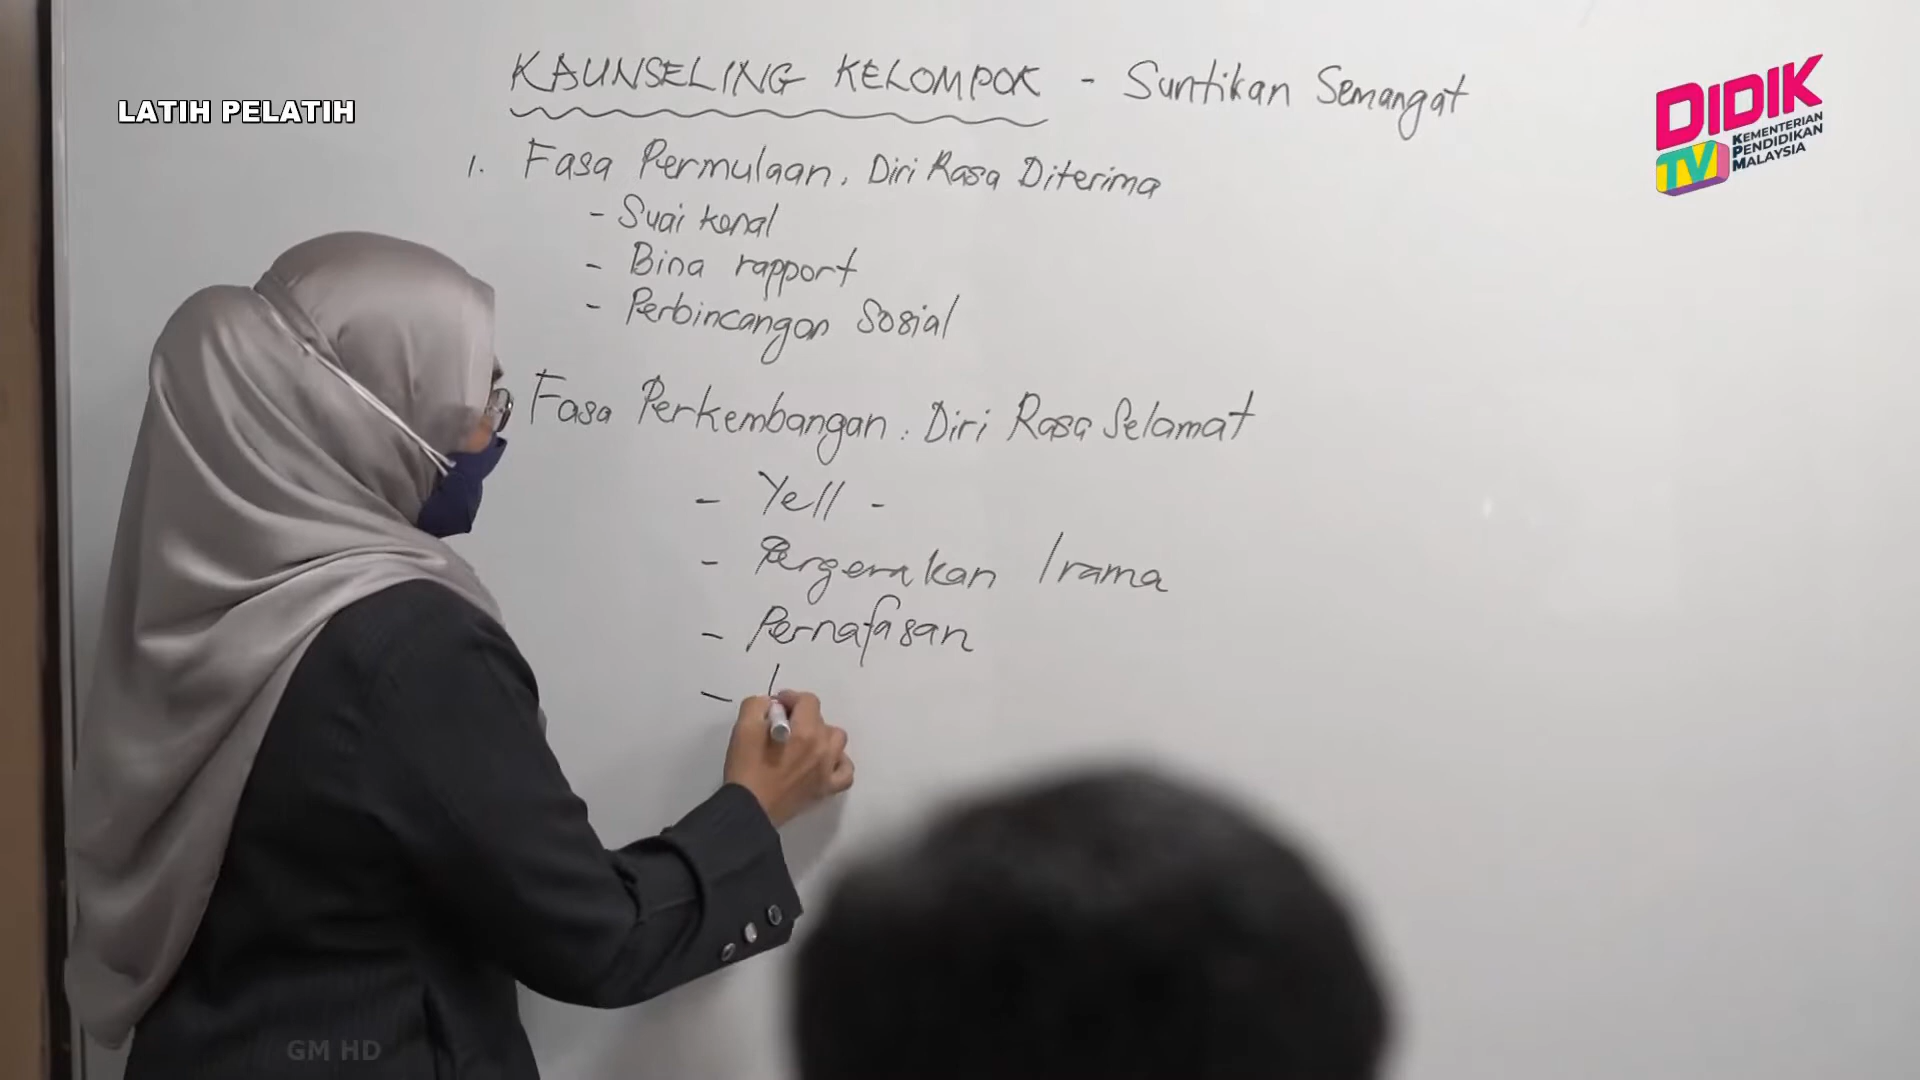 KAUNSELING KELOMPOK - Suntikan Semangat
LATIH PELATIH
DIDIK
TV KEMENTERIAN
PENDIDIKAN
MALAYSIA
1. Fasa Permulaan. Diri Rasa Diterima
- Suai kenal
- Bina rapport
- Perbincangan Sosial
Fasa Perkembangan : Diri Rasa Selamat
- Yell -
- Pergerakan Irama
- Pernafasan
-
GM HD